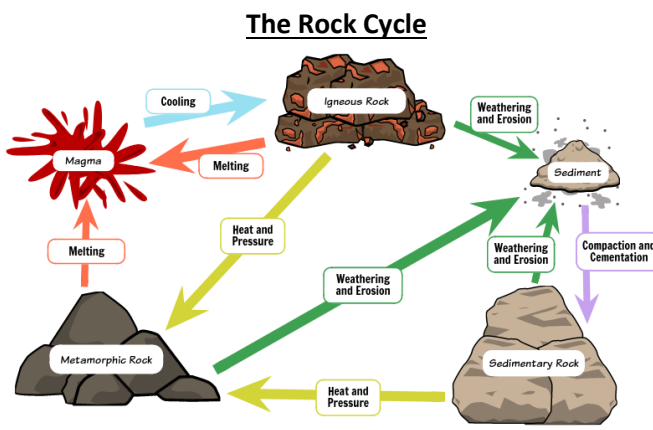 The Rock Cycle
Cooling
Igneous Rock
Weathering
and Erosion
Magma
Melting
Sediment
Heat and
Pressure
Melting
Weathering
and Erosion
Compaction and
Cementation
Weathering
and Erosion
Metamorphic Rock
Sedimentary Rock
Heat and
Pressure